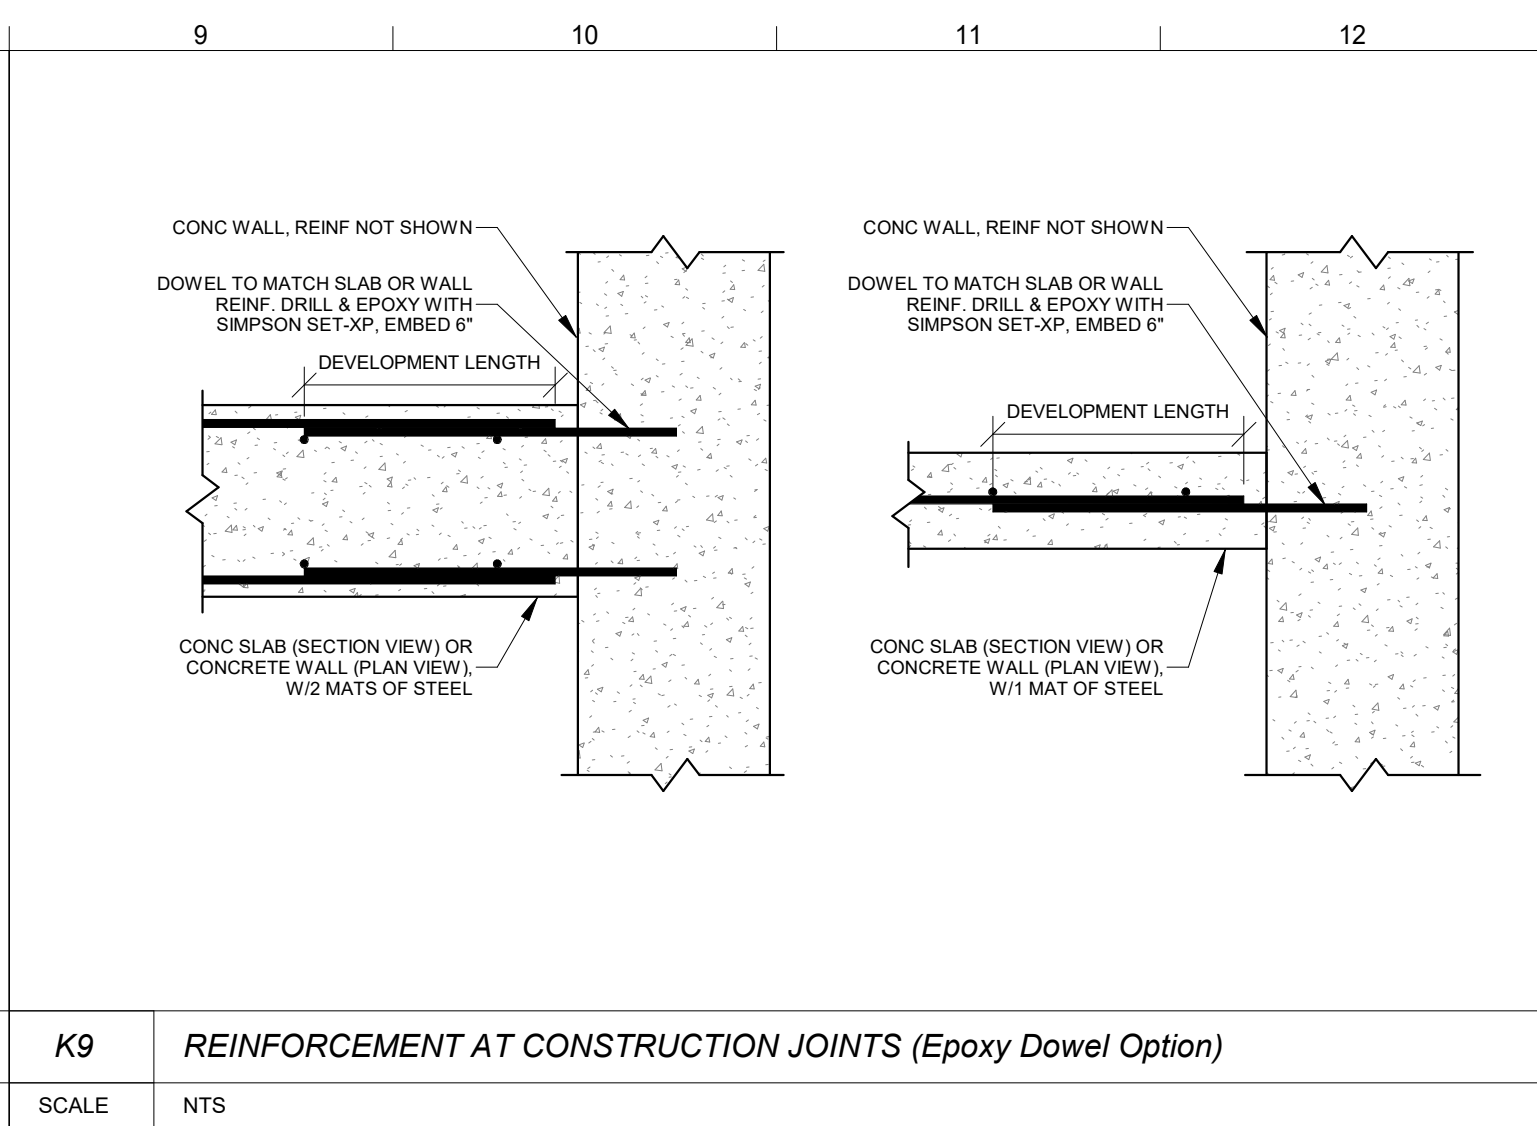 9
10
11
12
CONC WALL, REINF NOT SHOWN
DOWEL TO MATCH SLAB OR WALL
REINF. DRILL & EPOXY WITH
SIMPSON SET-XP, EMBED 6"
DEVELOPMENT LENGTH
CONC SLAB (SECTION VIEW) OR
CONCRETE WALL (PLAN VIEW),
W/2 MATS OF STEEL
CONC WALL, REINF NOT SHOWN
DOWEL TO MATCH SLAB OR WALL
REINF. DRILL & EPOXY WITH
SIMPSON SET-XP, EMBED 6"
DEVELOPMENT LENGTH
CONC SLAB (SECTION VIEW) OR
CONCRETE WALL (PLAN VIEW),
W/1 MAT OF STEEL
K9
REINFORCEMENT AT CONSTRUCTION JOINTS (Epoxy Dowel Option)
SCALE
NTS